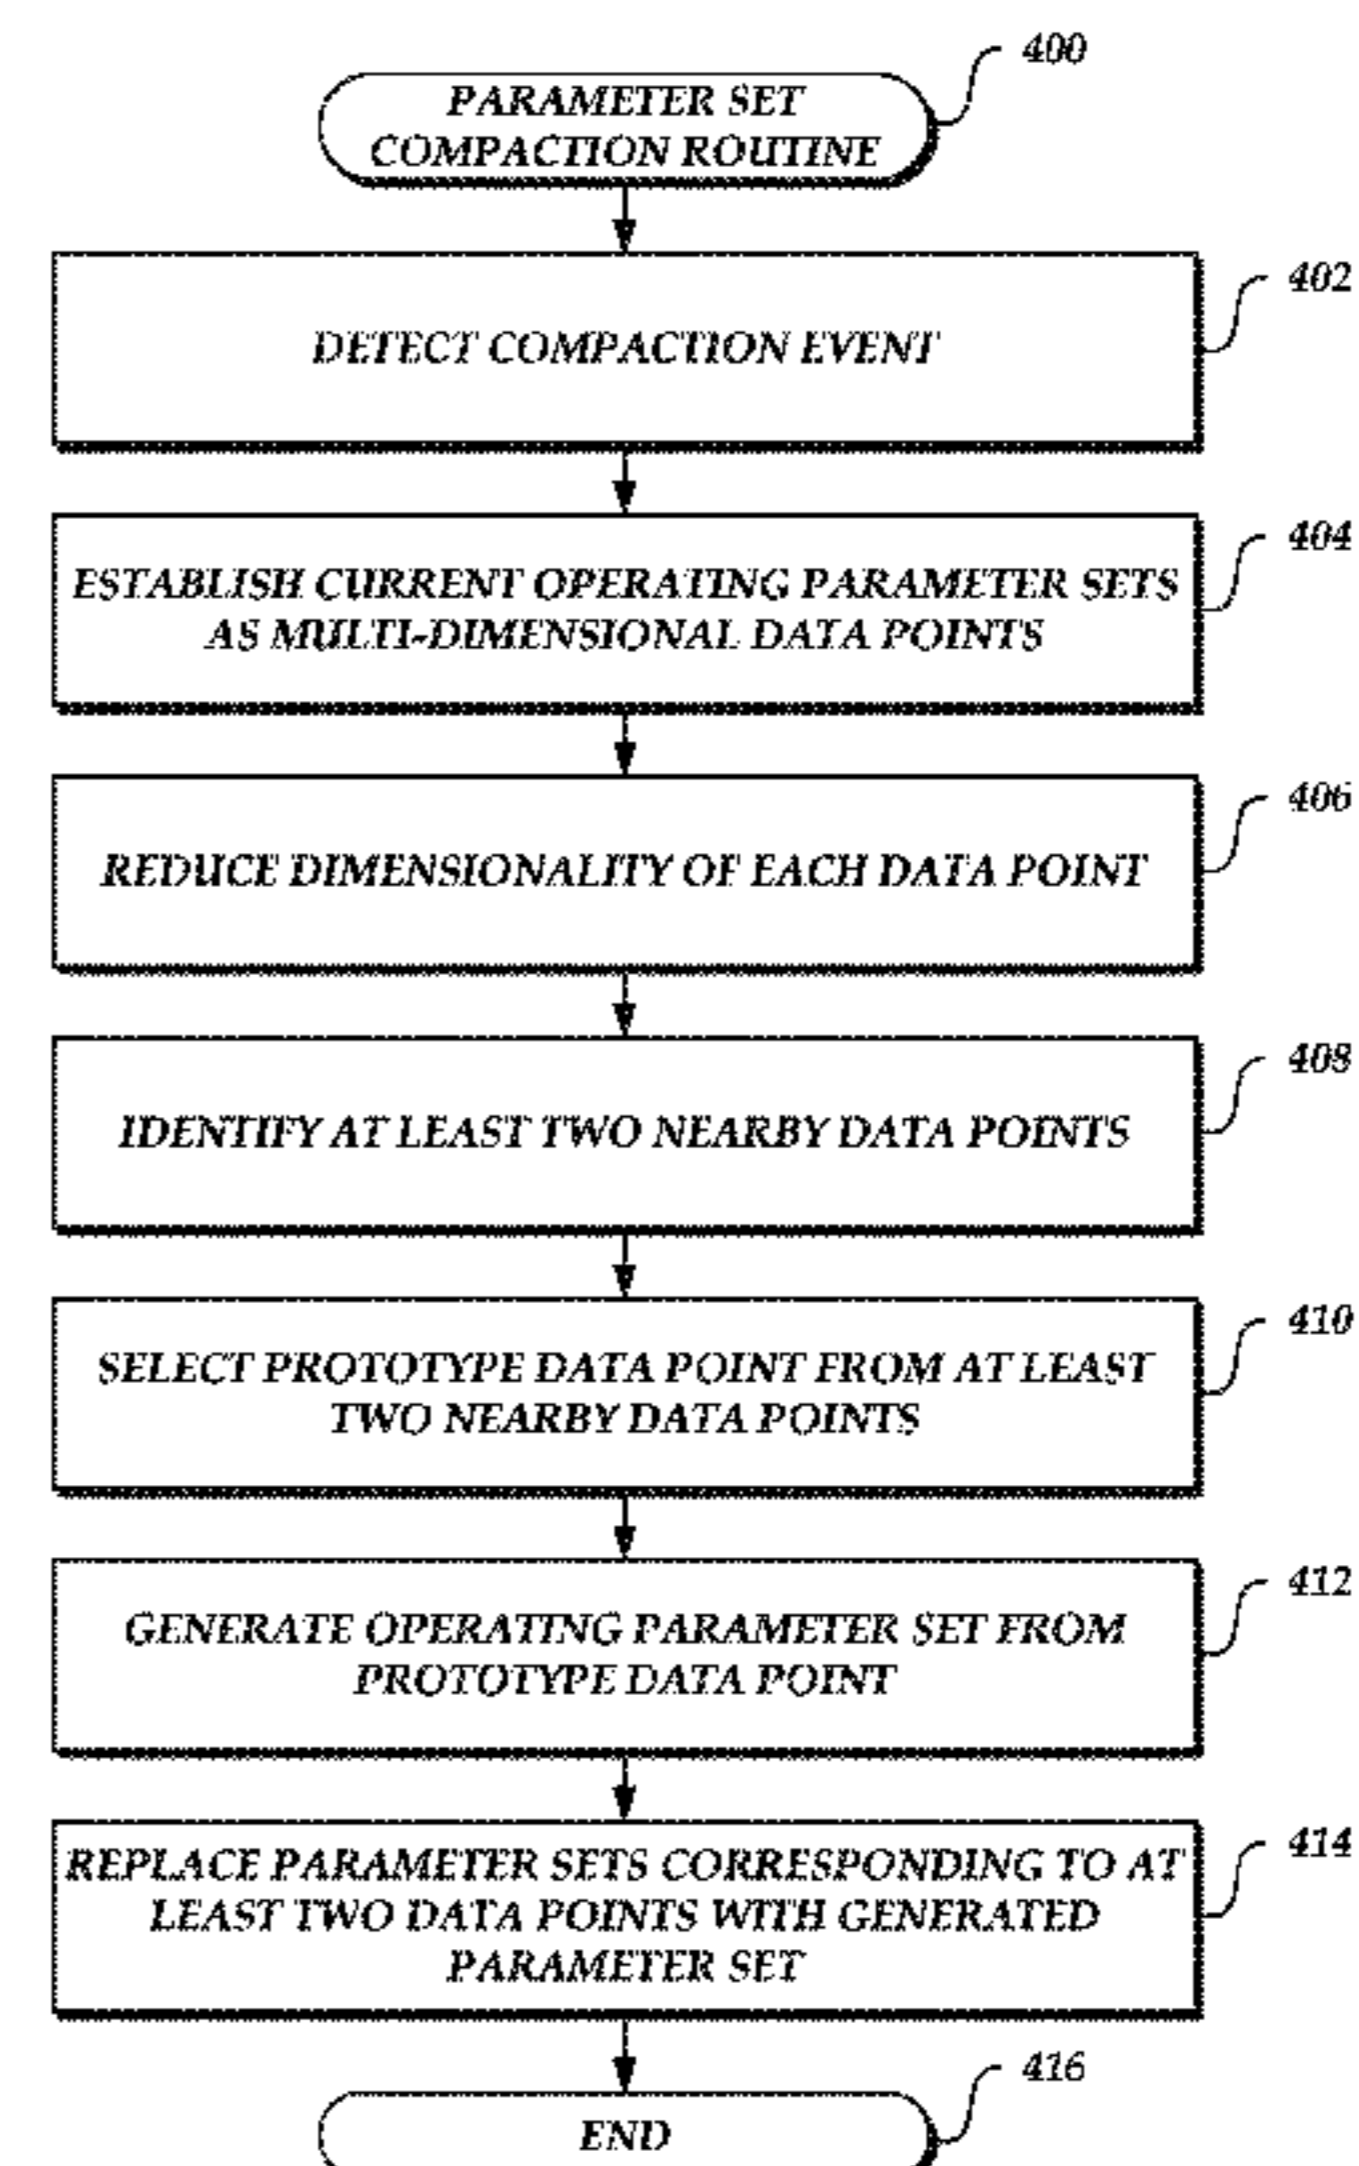 400
PARAMETER SET
COMPACTION ROUTINE
402
DETECT COMPACTION EVENT
404
ESTABLISH CURRENT OPERATING PARAMETER SETS
AS MULTI-DIMENSIONAL DATA POINTS
406
REDUCE DIMENSIONALITY OF EACH DATA POINT
408
IDENTIFY AT LEAST TWO NEARBY DATA POINTS
410
SELECT PROTOTYPE DATA POINT FROM AT LEAST
TWO NEARBY DATA POINTS
412
GENERATE OPERATING PARAMETER SET FROM
PROTOTYPE DATA POINT
414
REPLACE PARAMETER SETS CORRESPONDING TO AT
LEAST TWO DATA POINTS WITH GENERATED
PARAMETER SET
416
END